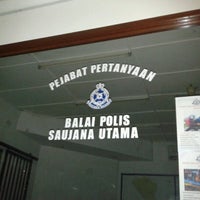 PEJABAT PERTANYAAN
BALAI POLIS
SAUJANA UTAMA